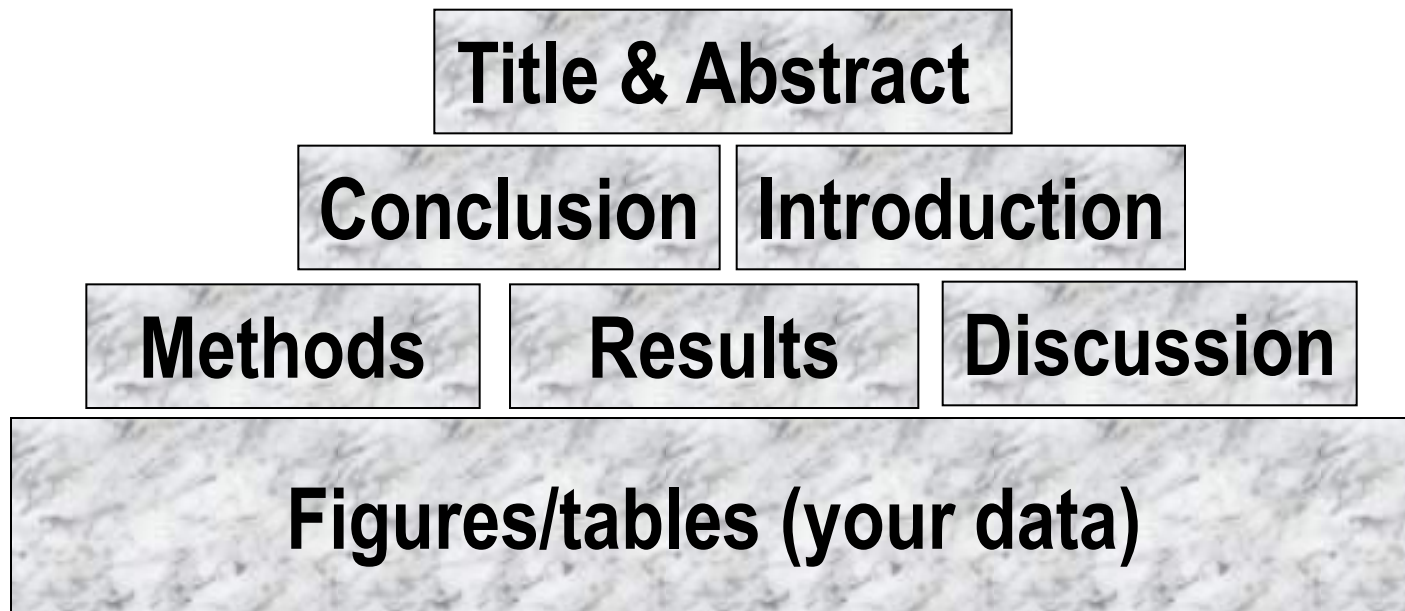 Title & Abstract
Conclusion Introduction
Methods Results Discussion
Figures/tables (your data)